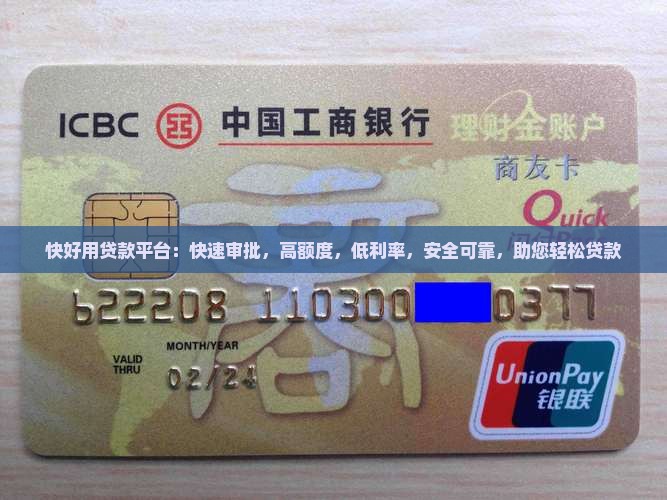 ICBC 中国工商银行 理财金账户
商友卡
Quick
快好用贷款平台：快速审批，高额度，低利率，安全可靠，助您轻松贷款
622208 110300 0377
MONTH/YEAR
VALID
THRU
02/24
UnionPay
银联